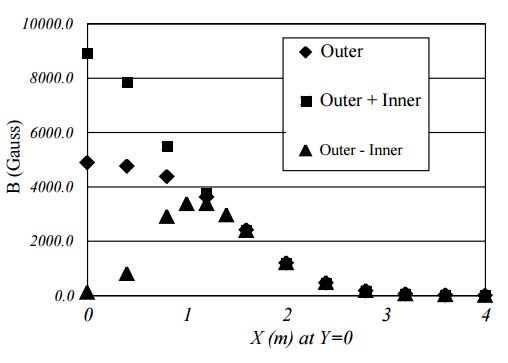 10000.0
8000.0
6000.0
4000.0
2000.0
0.0
B (Gauss)
Outer
Outer + Inner
Outer - Inner
0 1 2 3 4
X (m) at Y=0